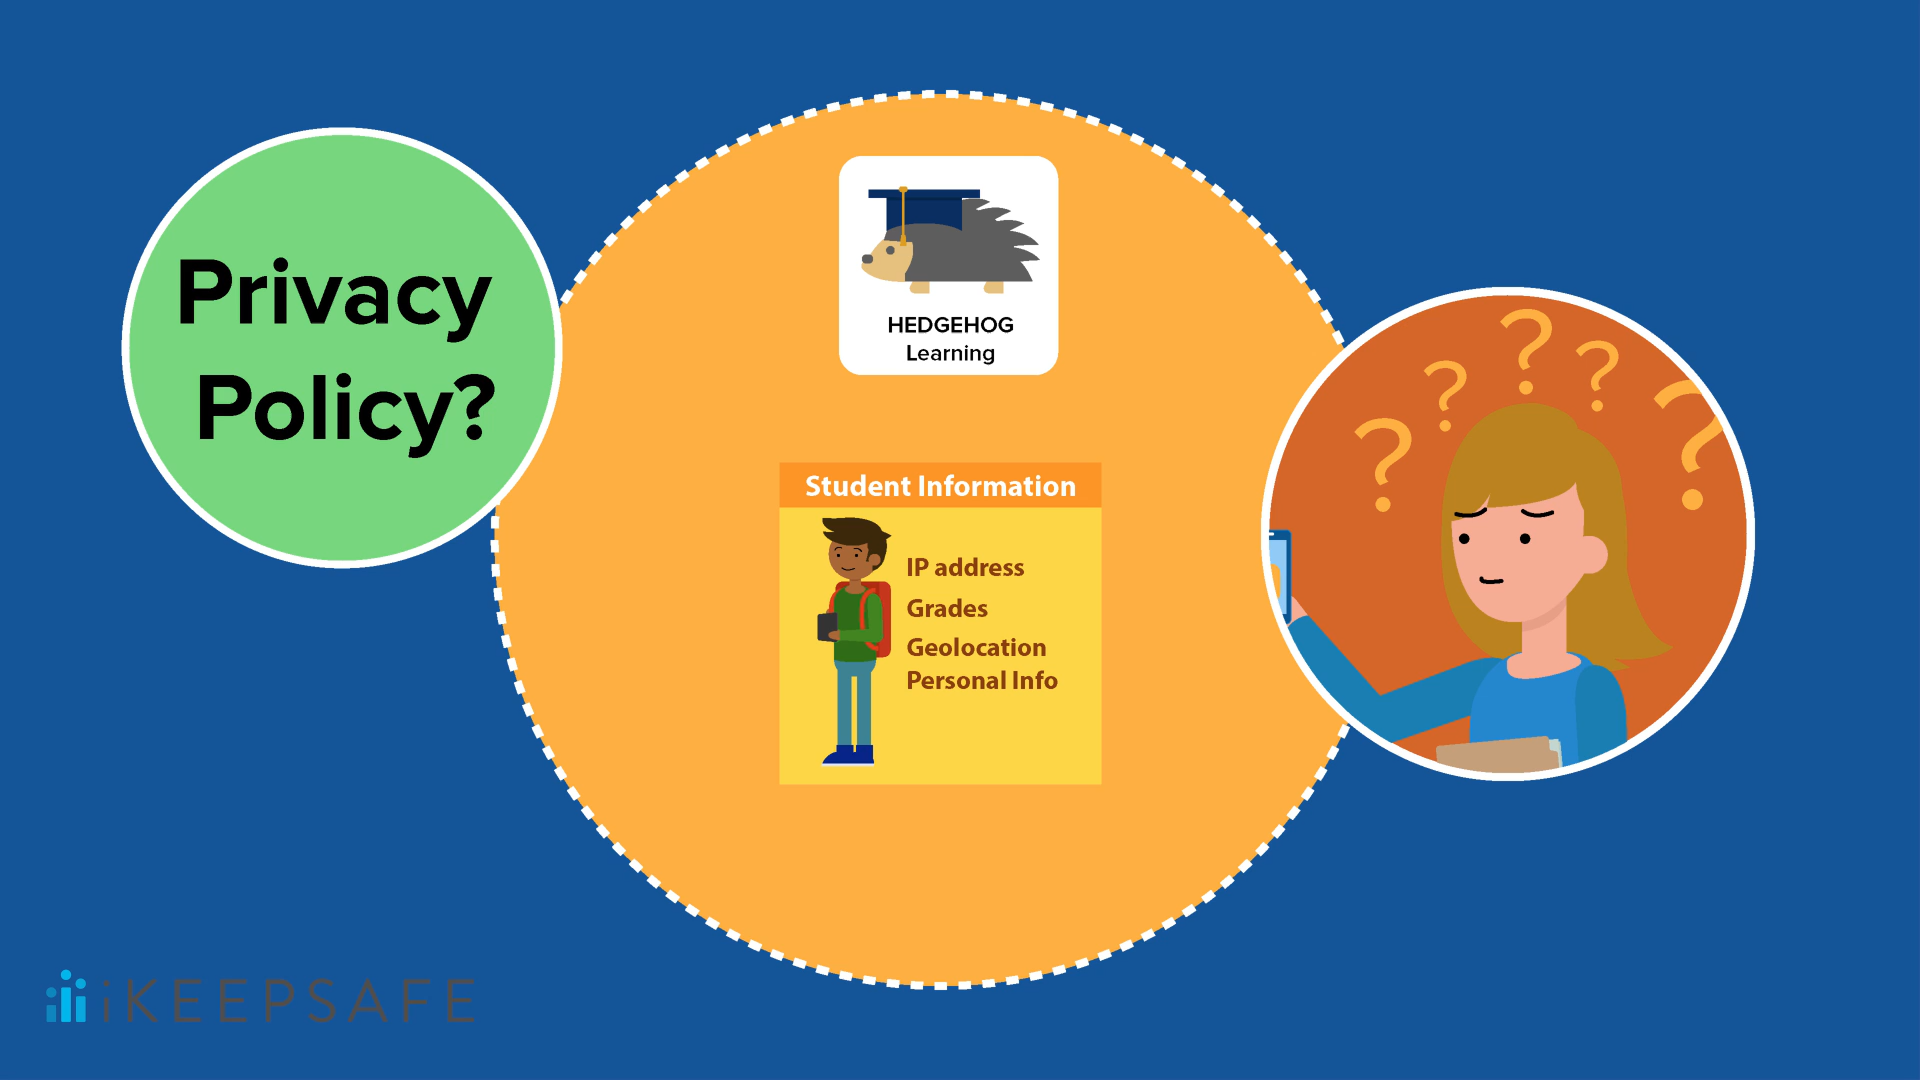 Privacy
Policy?
HEDGEHOG
Learning
Student Information
IP address
Grades
Geolocation
Personal Info
? ? ? ? ?
iKEEPSAFE